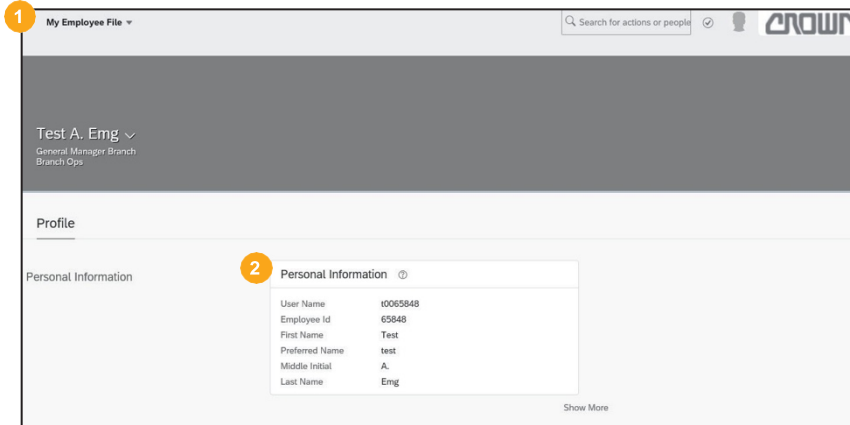 1
My Employee File
Search for actions or people
CROWN
Test A. Emg
General Manager Branch
Branch Ops
Profile
Personal Information
2
Personal Information
User Name t0065848
Employee Id 65848
First Name Test
Preferred Name test
Middle Initial A.
Last Name Emg
Show More